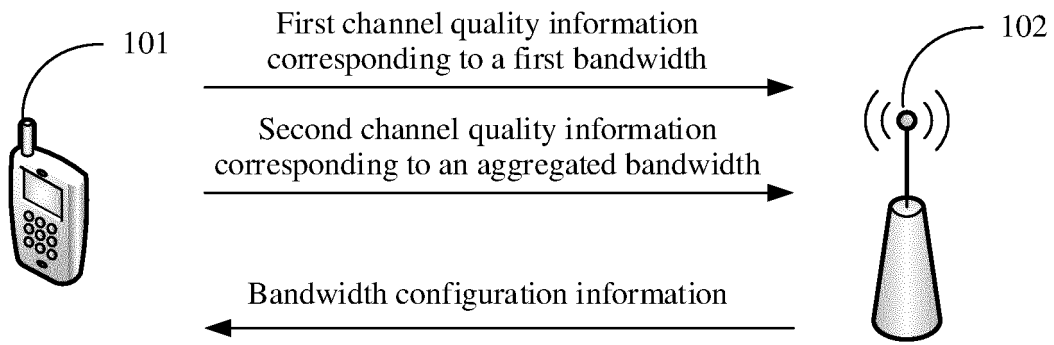 101
First channel quality information
corresponding to a first bandwidth
102
Second channel quality information
corresponding to an aggregated bandwidth
Bandwidth configuration information